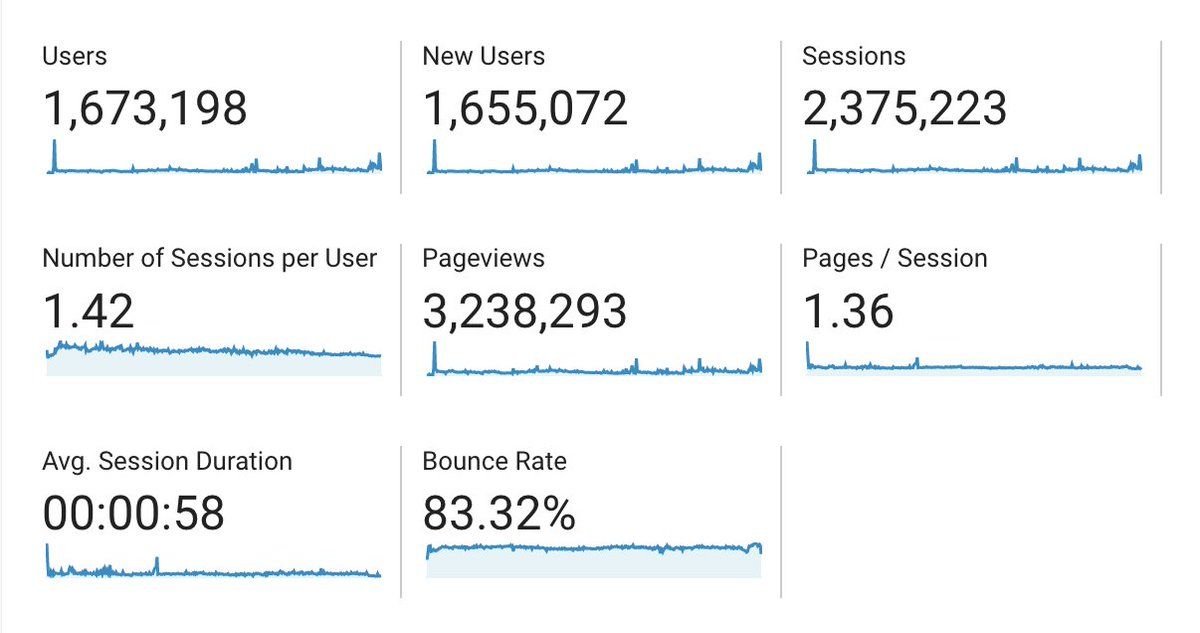 Users
1,673,198
New Users
1,655,072
Sessions
2,375,223
Number of Sessions per User
1.42
Pageviews
3,238,293
Pages / Session
1.36
Avg. Session Duration
00:00:58
Bounce Rate
83.32%